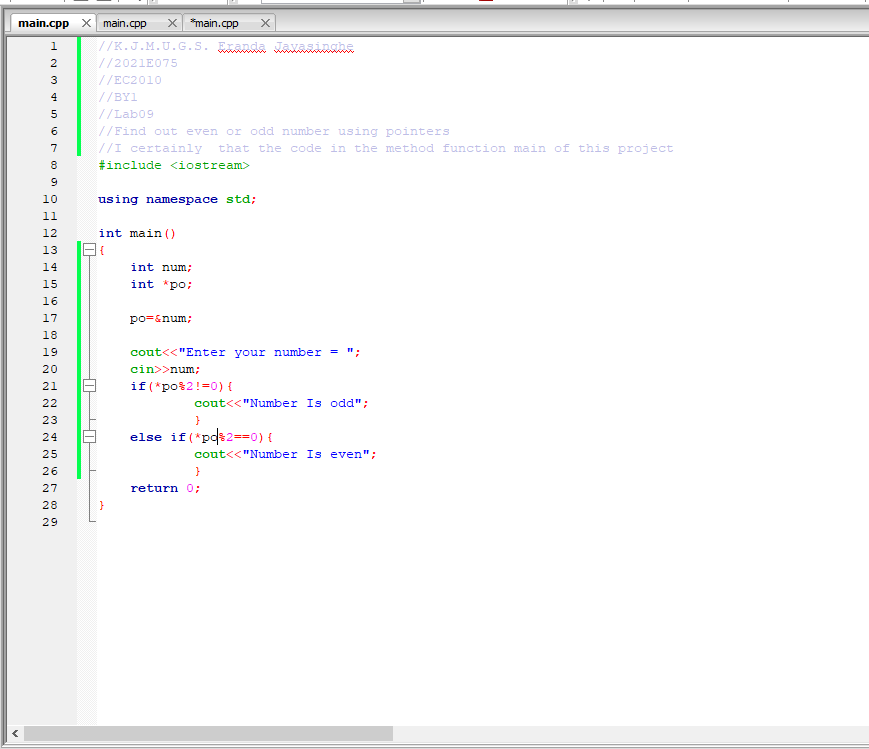 main.cpp main.cpp *main.cpp
1 //K.J.M.U.G.S. Eranda Jayasinghe
2 //2021E075
3 //EC2010
4 //BY1
5 //Lab09
6 //Find out even or odd number using pointers
7 //I certainly  that the code in the method function main of this project
8 #include <iostream>
9
10 using namespace std;
11
12 int main()
13 {
14     int num;
15     int *po;
16
17     po=&num;
18
19     cout<<"Enter your number = ";
20     cin>>num;
21     if(*po%2!=0){
22             cout<<"Number Is odd";
23             }
24     else if(*po%2==0){
25             cout<<"Number Is even";
26             }
27     return 0;
28 }
29